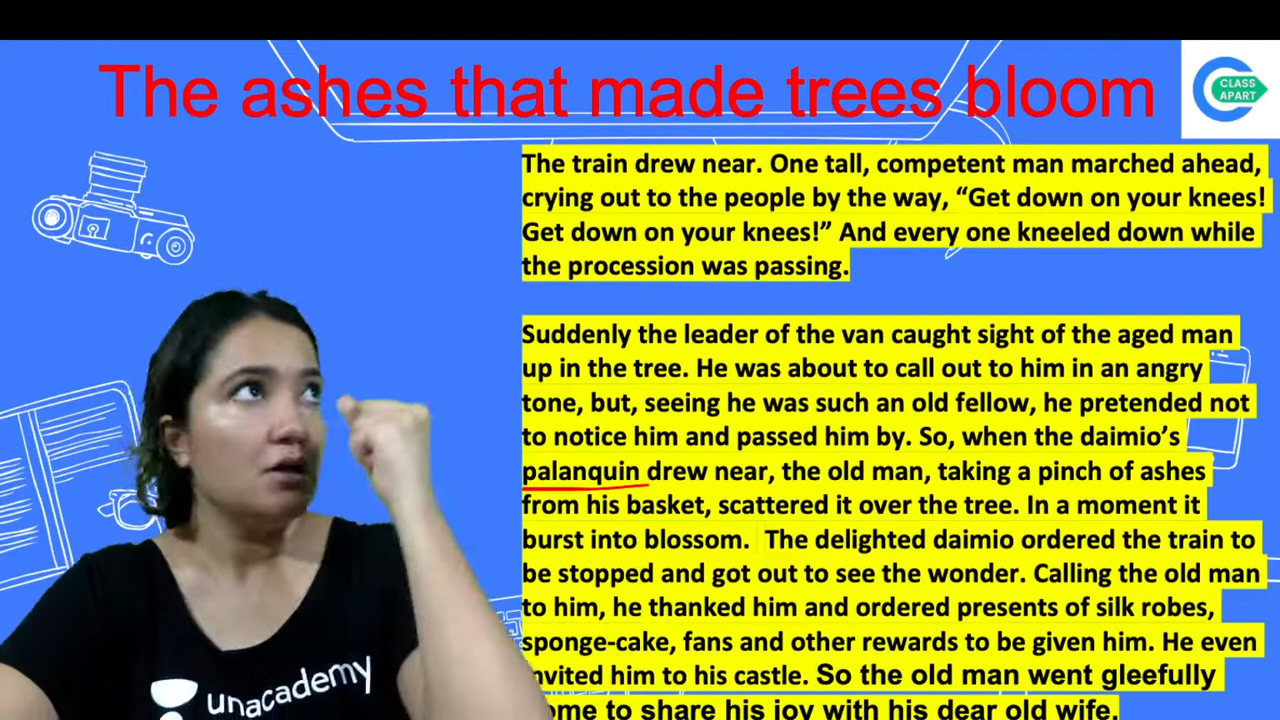 The ashes that made trees bloom
CLASS
APART
The train drew near. One tall, competent man marched ahead,
crying out to the people by the way, “Get down on your knees!
Get down on your knees!” And every one kneeled down while
the procession was passing.
Suddenly the leader of the van caught sight of the aged man
up in the tree. He was about to call out to him in an angry
tone, but, seeing he was such an old fellow, he pretended not
to notice him and passed him by. So, when the daimio’s
palanquin drew near, the old man, taking a pinch of ashes
from his basket, scattered it over the tree. In a moment it
burst into blossom. The delighted daimio ordered the train to
be stopped and got out to see the wonder. Calling the old man
to him, he thanked him and ordered presents of silk robes,
sponge-cake, fans and other rewards to be given him. He even
nvited him to his castle. So the old man went gleefully
ome to share his joy with his dear old wife.
unacademy